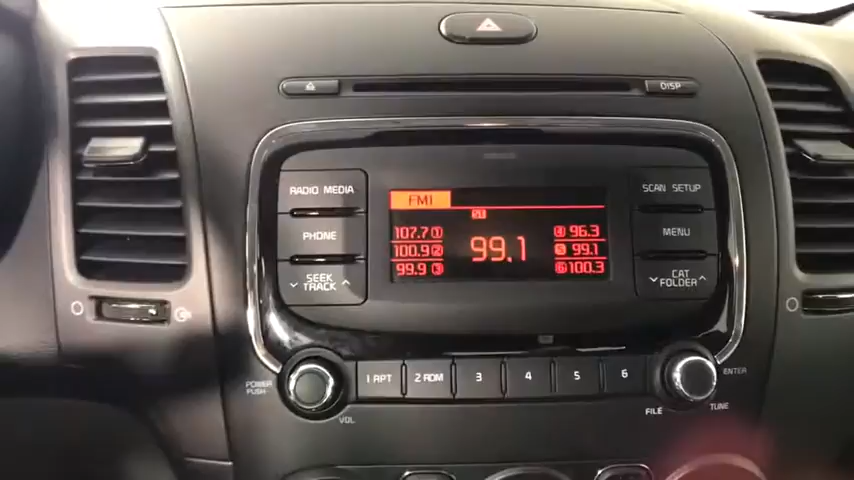 DISP
RADIO MEDIA
FM1
SCAN SETUP
107.7 1
4 96.3
PHONE
100.9 2
99.1
5 99.1
MENU
99.9 3
6 100.3
SEEK
TRACK
CAT
FOLDER
1 RPT
2 RDM
3
4
5
6
POWER
PUSH
VOL
ENTER
FILE
TUNE